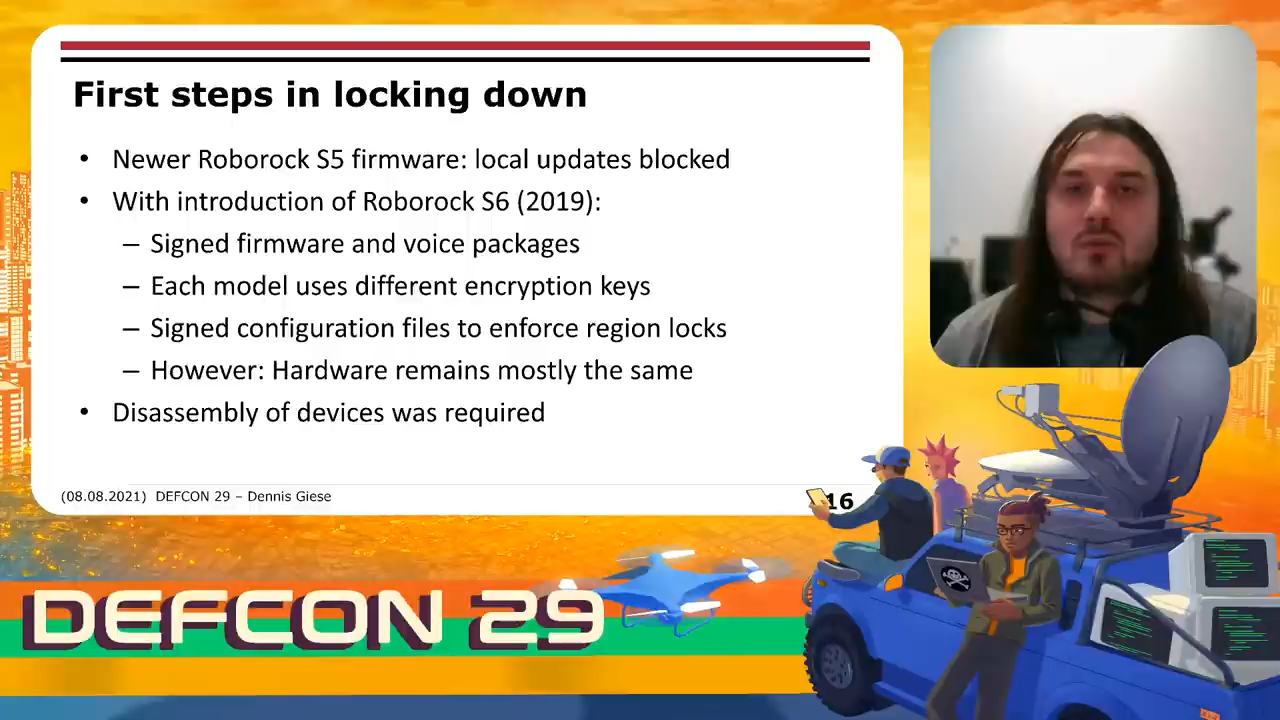 First steps in locking down
• Newer Roborock S5 firmware: local updates blocked
• With introduction of Roborock S6 (2019):
– Signed firmware and voice packages
– Each model uses different encryption keys
– Signed configuration files to enforce region locks
– However: Hardware remains mostly the same
• Disassembly of devices was required
(08.08.2021) DEFCON 29 – Dennis Giese
16
DEFCON 29